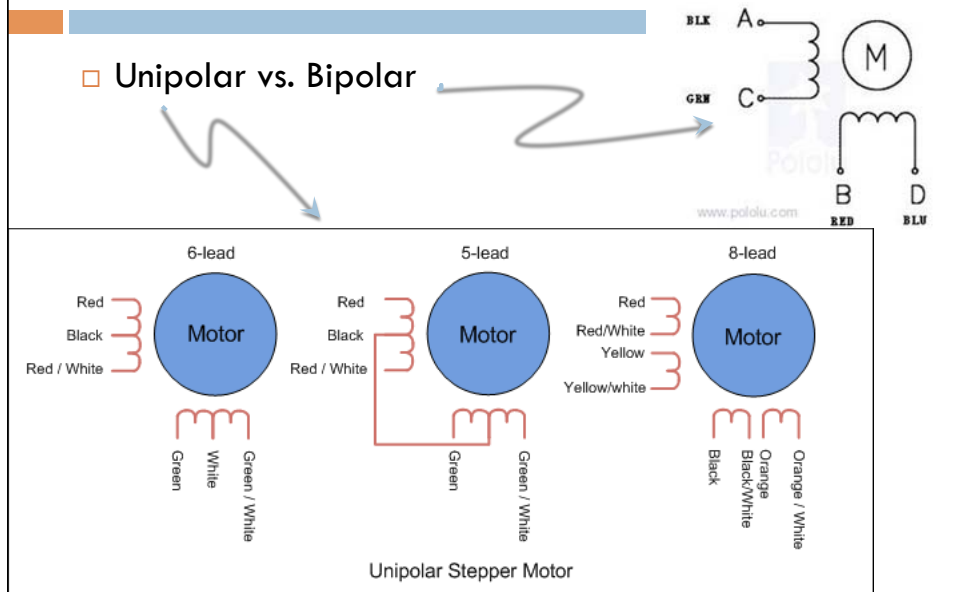 Unipolar vs. Bipolar
BLK A
M
GRN C
Pololu
B D
RED BLU
www.pololu.com
6-lead 5-lead 8-lead
Red
Black
Red / White
Motor
Green
White
Green / White
Red
Black
Red / White
Motor
Green
Green / White
Red
Red/White
Yellow
Yellow/white
Motor
Black
Black/White
Orange
Orange / White
Unipolar Stepper Motor